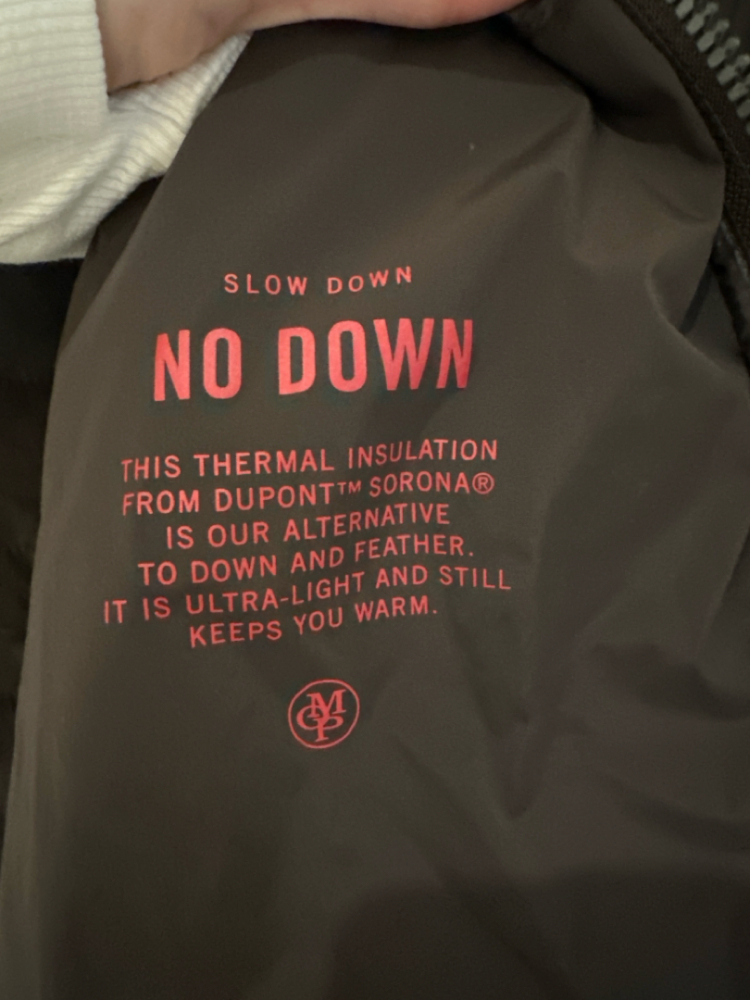 SLOW DOWN
NO DOWN
THIS THERMAL INSULATION
FROM DUPONT™ SORONA®
IS OUR ALTERNATIVE
TO DOWN AND FEATHER.
IT IS ULTRA-LIGHT AND STILL
KEEPS YOU WARM.
MOP